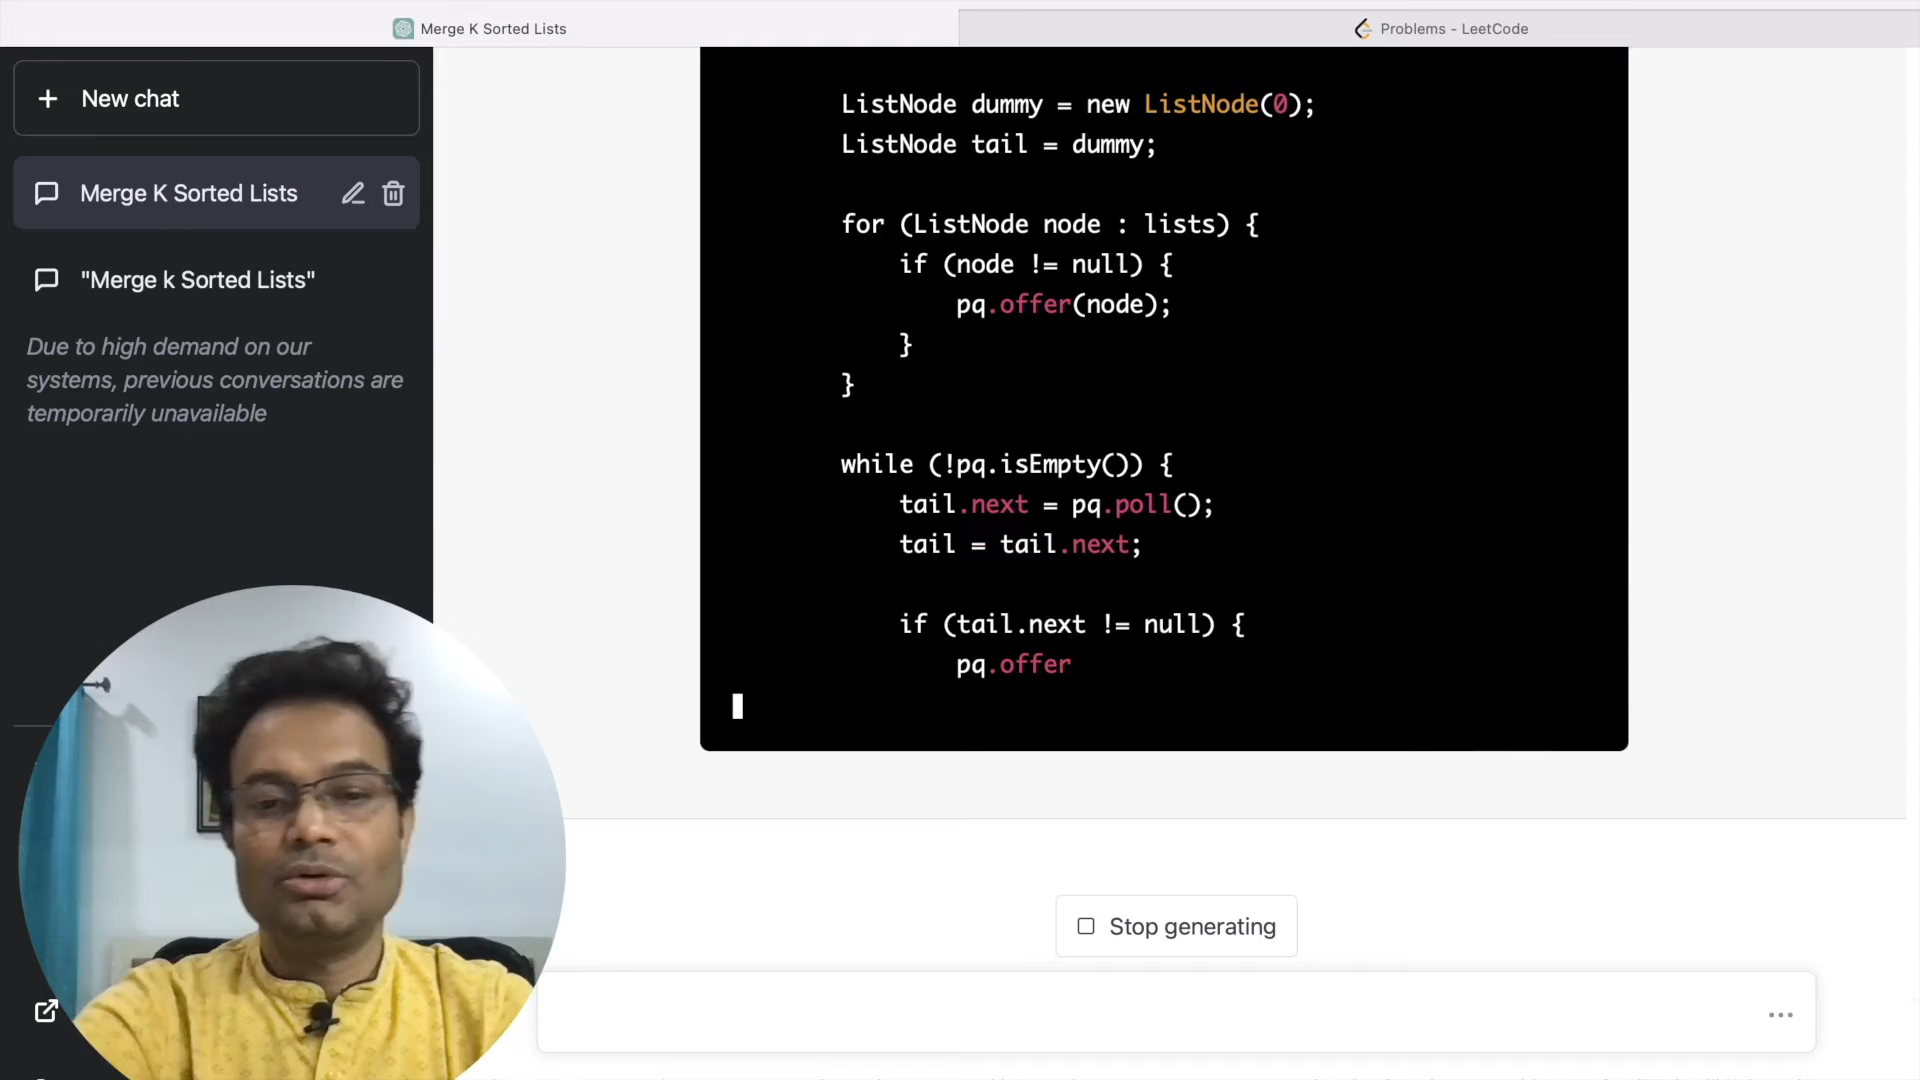 Merge K Sorted Lists
Problems - LeetCode
New chat
Merge K Sorted Lists
"Merge k Sorted Lists"
Due to high demand on our
systems, previous conversations are
temporarily unavailable
ListNode dummy = new ListNode(0);
ListNode tail = dummy;
for (ListNode node : lists) {
if (node != null) {
pq.offer(node);
}
}
while (!pq.isEmpty()) {
tail.next = pq.poll();
tail = tail.next;
if (tail.next != null) {
pq.offer
Stop generating